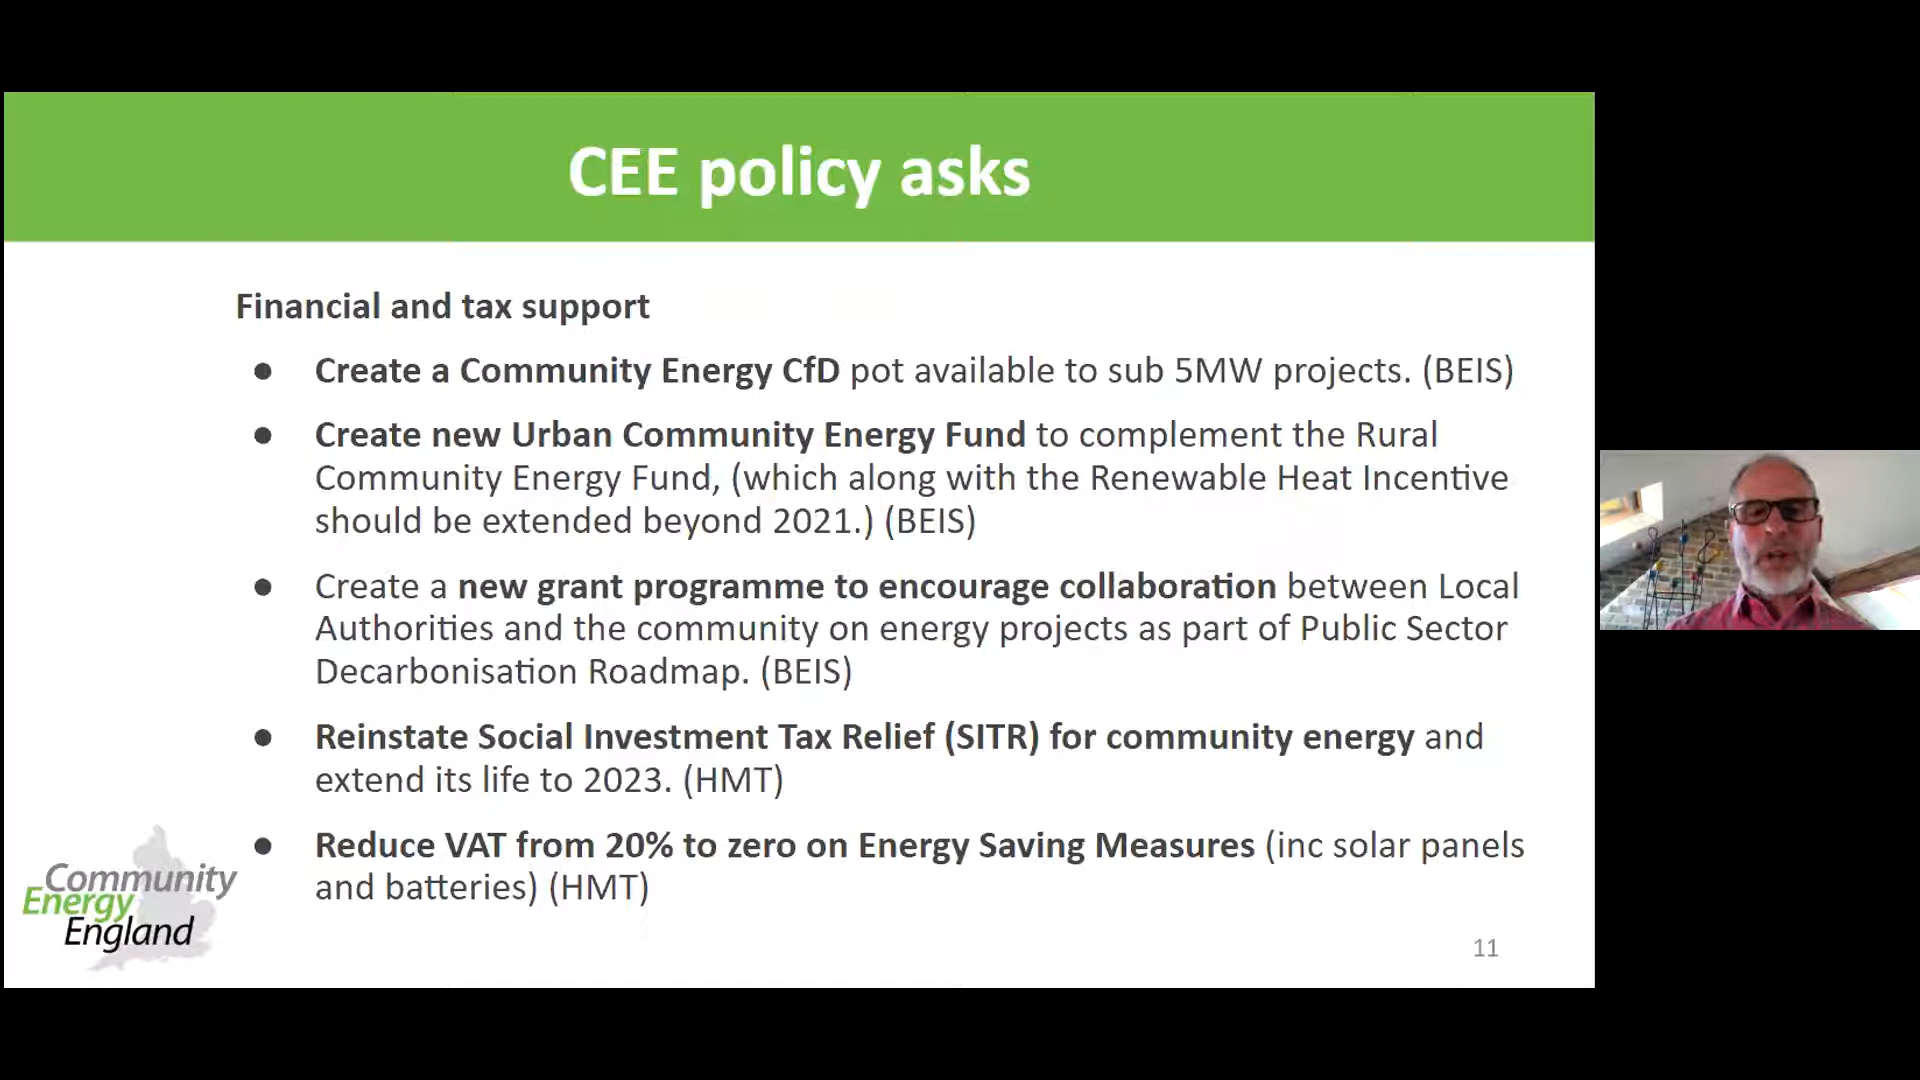 CEE policy asks
Financial and tax support
● Create a Community Energy CfD pot available to sub 5MW projects. (BEIS)
● Create new Urban Community Energy Fund to complement the Rural
Community Energy Fund, (which along with the Renewable Heat Incentive
should be extended beyond 2021.) (BEIS)
● Create a new grant programme to encourage collaboration between Local
Authorities and the community on energy projects as part of Public Sector
Decarbonisation Roadmap. (BEIS)
● Reinstate Social Investment Tax Relief (SITR) for community energy and
extend its life to 2023. (HMT)
● Reduce VAT from 20% to zero on Energy Saving Measures (inc solar panels
and batteries) (HMT)
Community
Energy
England
11